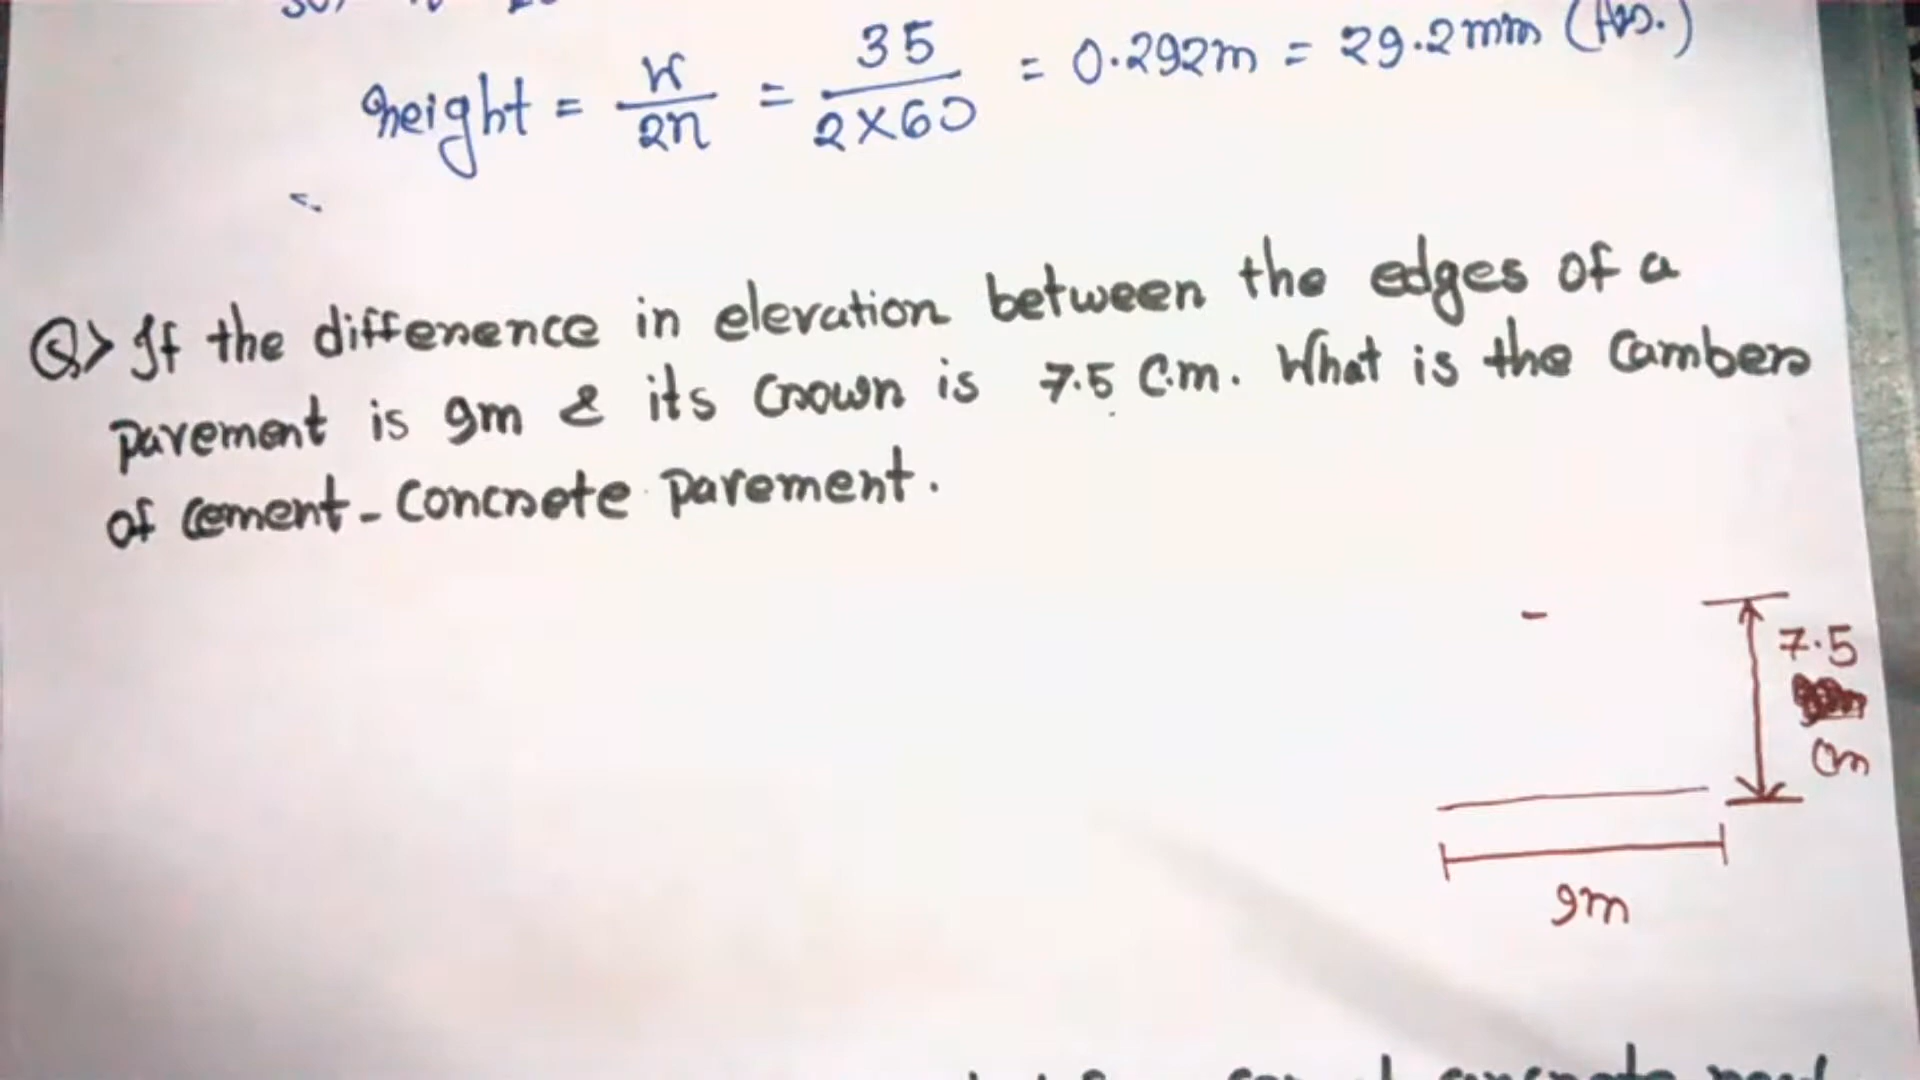 height = W/2n = 35/2×60 = 0.292m = 29.2mm (Ans.)
Q> If the difference in elevation between the edges of a
pavement is 9m & its crown is 7.5 C.m. What is the Camber
of cement-concrete pavement.
7.5
cm
9m